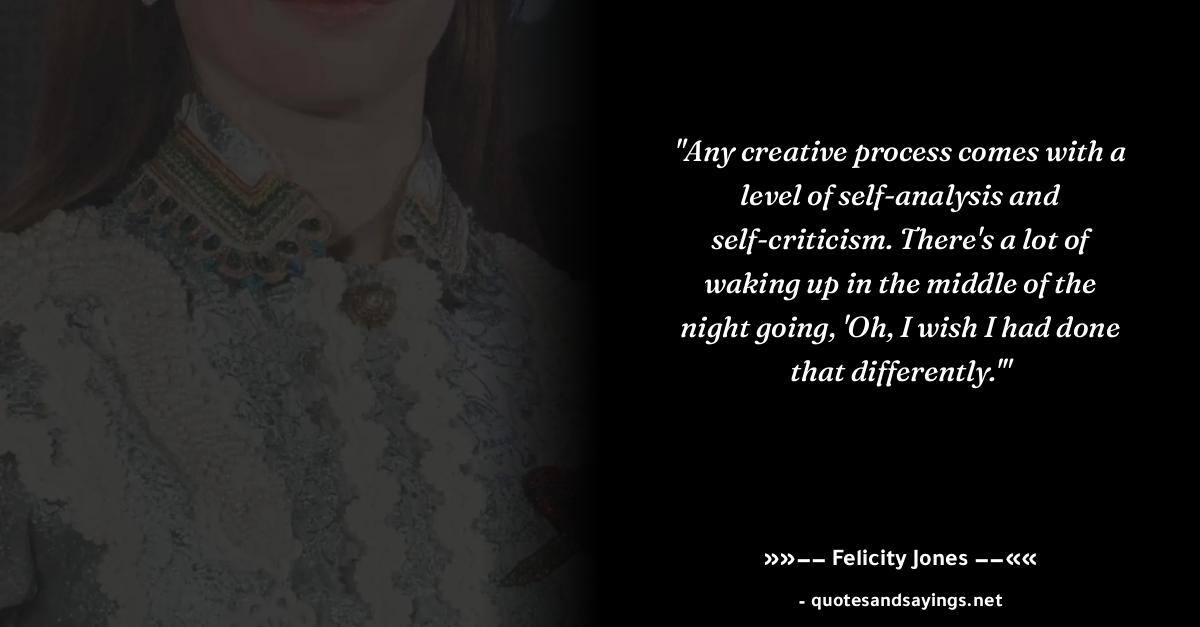 "Any creative process comes with a
level of self-analysis and
self-criticism. There's a lot of
waking up in the middle of the
night going, 'Oh, I wish I had done
that differently.'"
»»−− Felicity Jones −−««
- quotesandsayings.net